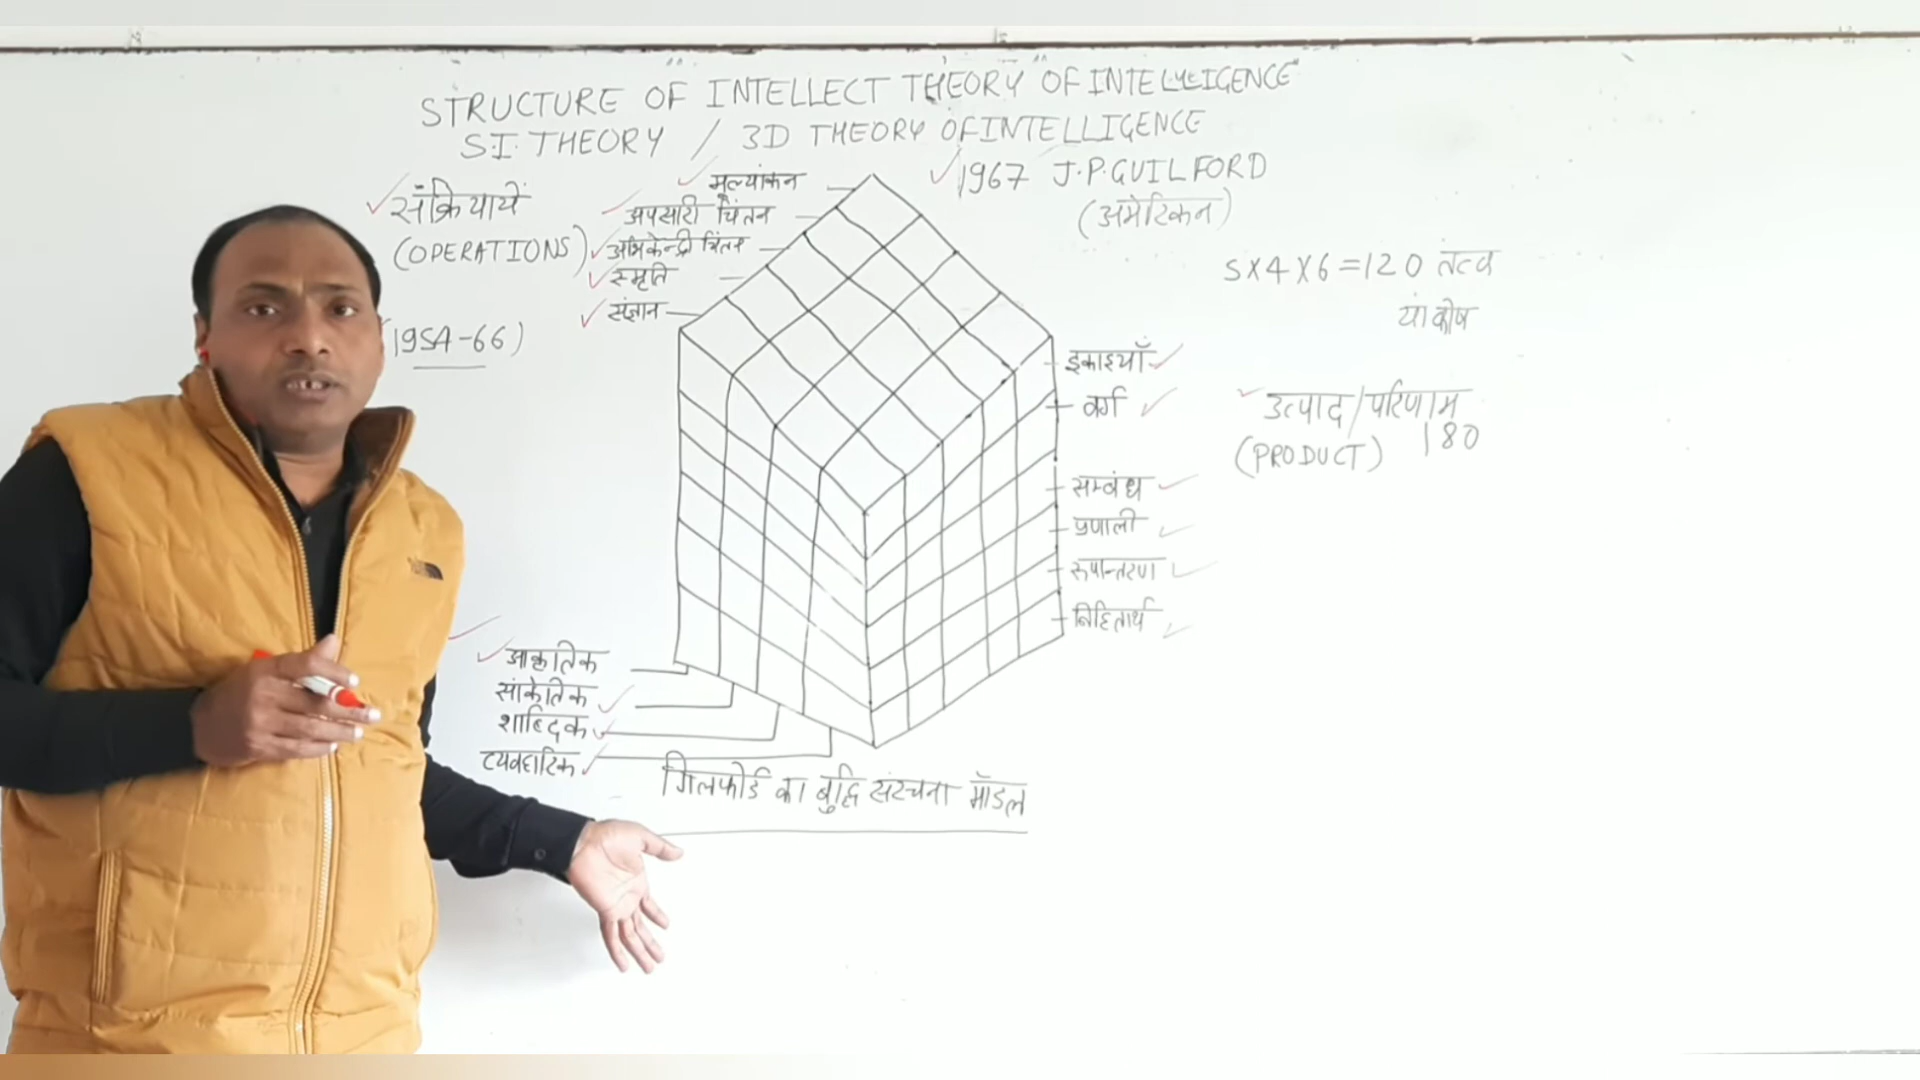 STRUCTURE OF INTELLECT THEORY OF INTELLIGENCE
S.I. THEORY / 3D THEORY OF INTELLIGENCE
1967 J.P. GUILFORD
(अमेरिकन)
संक्रियायें
(OPERATIONS)
1954-66)
मूल्यांकन
अपसारी चिंतन
अभिकेन्द्री चिंतन
स्मृति
संज्ञान
5X4X6=120 तत्व
या कोष
इकाइयाँ
वर्ग
सम्बंध
प्रणाली
रूपान्तरण
निहितार्थ
उत्पाद/परिणाम
(PRODUCT) 180
आकृतिक
सांकेतिक
शाब्दिक
व्यवहारिक
गिलफोर्ड का बुद्धि संरचना मॉडल